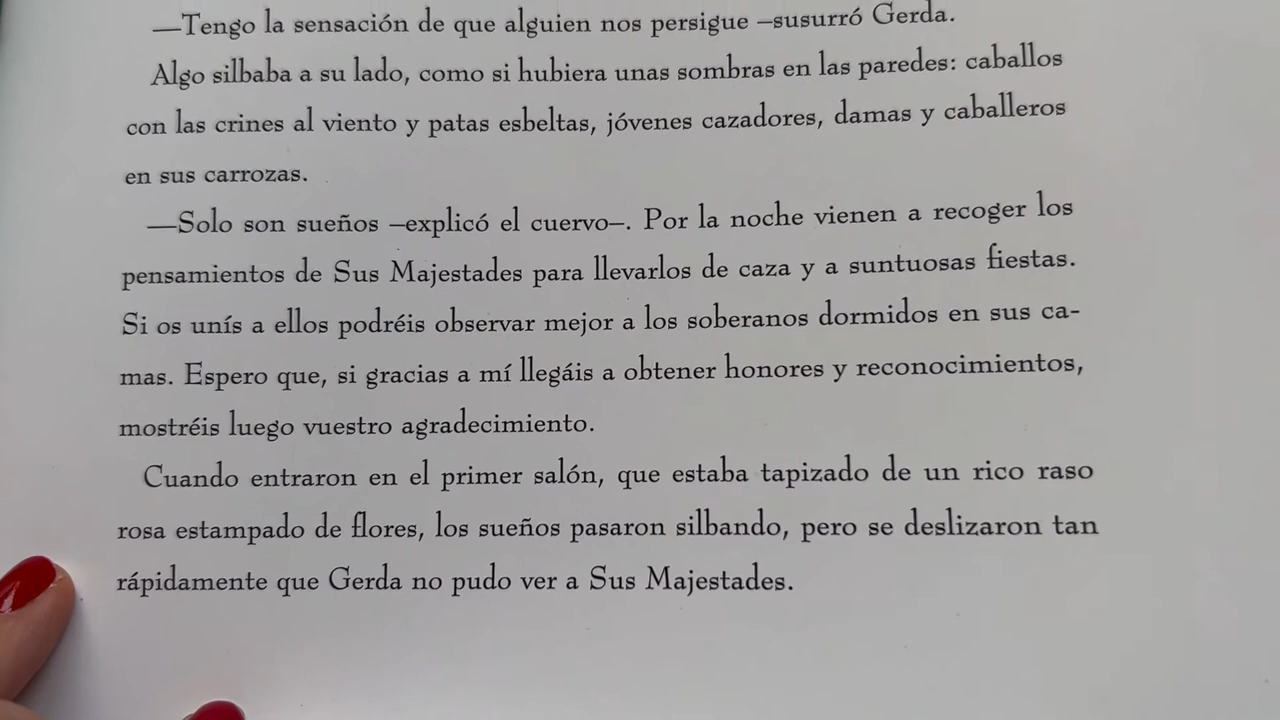 —Tengo la sensación de que alguien nos persigue –susurró Gerda.
Algo silbaba a su lado, como si hubiera unas sombras en las paredes: caballos
con las crines al viento y patas esbeltas, jóvenes cazadores, damas y caballeros
en sus carrozas.
—Solo son sueños –explicó el cuervo–. Por la noche vienen a recoger los
pensamientos de Sus Majestades para llevarlos de caza y a suntuosas fiestas.
Si os unís a ellos podréis observar mejor a los soberanos dormidos en sus ca-
mas. Espero que, si gracias a mí llegáis a obtener honores y reconocimientos,
mostréis luego vuestro agradecimiento.
Cuando entraron en el primer salón, que estaba tapizado de un rico raso
rosa estampado de flores, los sueños pasaron silbando, pero se deslizaron tan
rápidamente que Gerda no pudo ver a Sus Majestades.